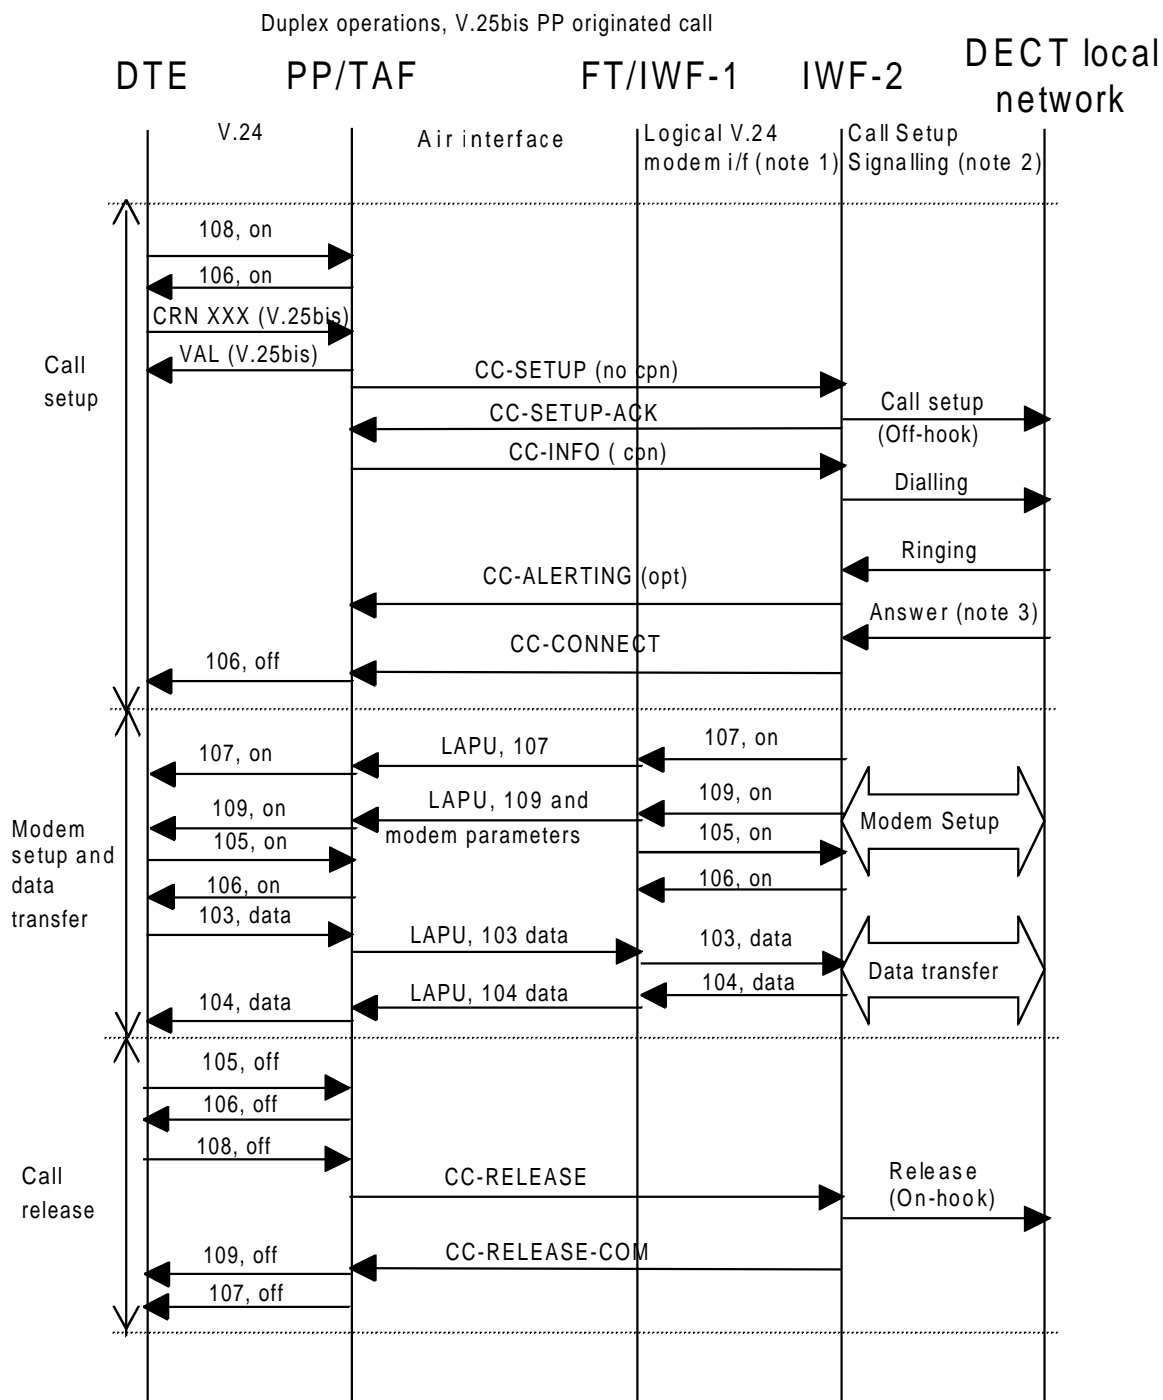 Duplex operations, V.25bis PP originated call
DTE PP/TAF FT/IWF-1 IWF-2 DECT local
network
V.24
Air interface
Logical V.24
modem i/f (note 1)
Call Setup
Signalling (note 2)
108, on
106, on
CRN XXX (V.25bis)
VAL (V.25bis)
Call
setup
CC-SETUP (no cpn)
CC-SETUP-ACK
Call setup
(Off-hook)
CC-INFO ( cpn)
Dialling
Ringing
CC-ALERTING (opt)
Answer (note 3)
CC-CONNECT
106, off
107, on
LAPU, 107
107, on
109, on
LAPU, 109 and
modem parameters
109, on
Modem Setup
Modem
setup and
data
transfer
105, on
105, on
106, on
106, on
103, data
LAPU, 103 data
103, data
Data transfer
104, data
LAPU, 104 data
104, data
105, off
106, off
108, off
Call
release
CC-RELEASE
Release
(On-hook)
109, off
CC-RELEASE-COM
107, off